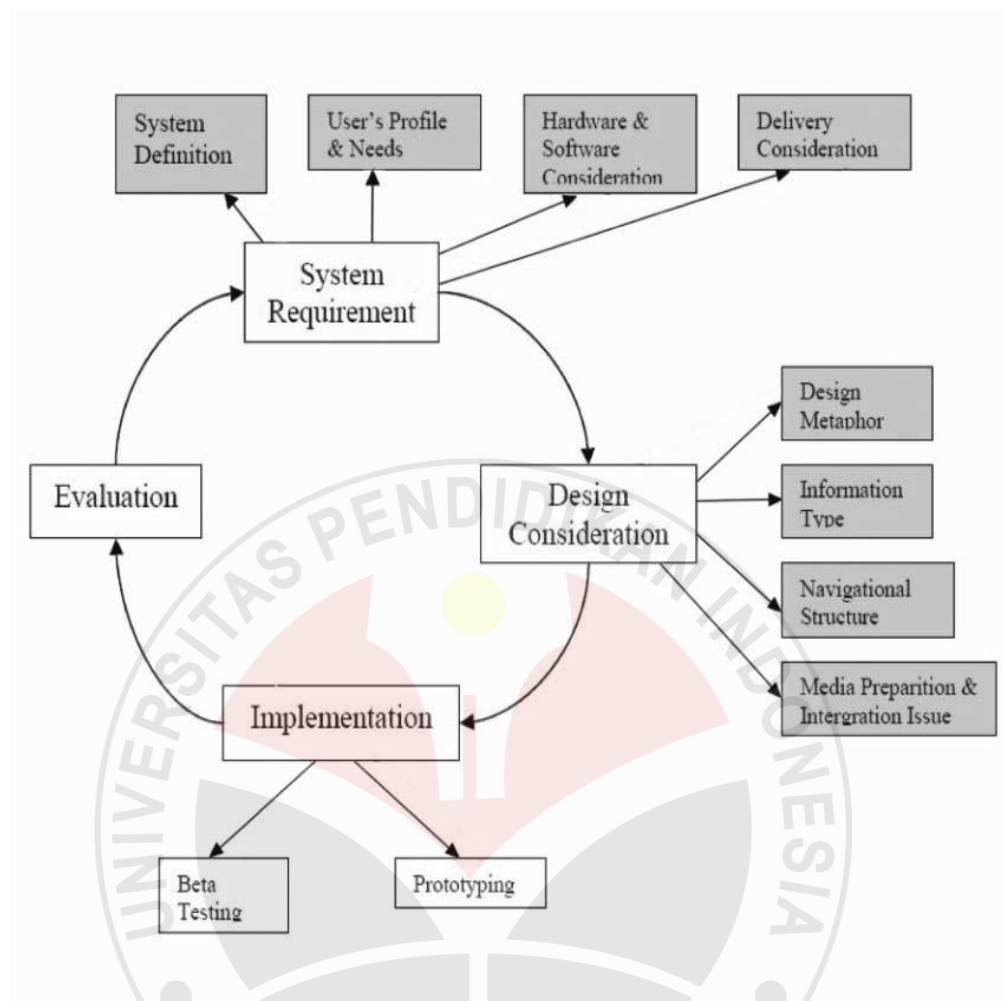 System
Definition
User's Profile
& Needs
Hardware &
Software
Consideration
Delivery
Consideration
System
Requirement
Design
Metaphor
Evaluation
Design
Consideration
Information
Type
Navigational
Structure
Media Preparition &
Intergration Issue
Implementation
Beta
Testing
Prototyping
UNIVERSITAS PENDIDIKAN INDONESIA